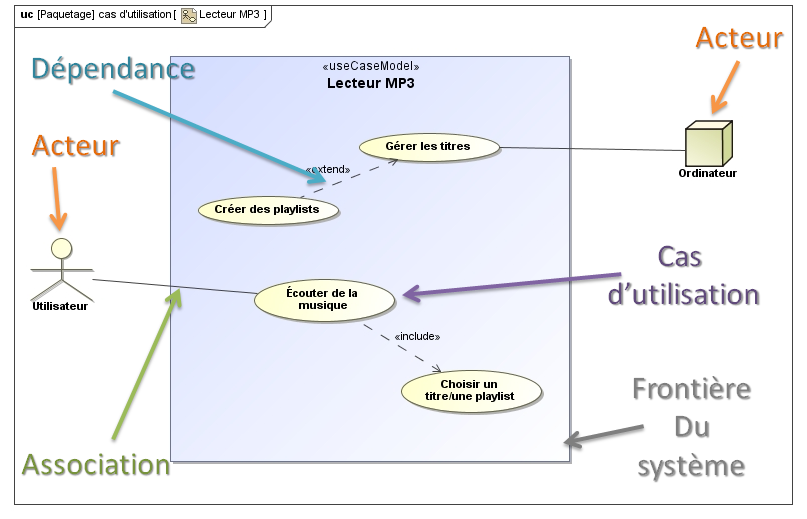 uc [Paquetage] cas d'utilisation [ Lecteur MP3 ]
Acteur
«useCaseModel»
Lecteur MP3
Dépendance
Acteur
Gérer les titres
Ordinateur
«extend»
Créer des playlists
Utilisateur
Écouter de la
musique
Cas
d'utilisation
«include»
Choisir un
titre/une playlist
Frontière
Du
système
Association